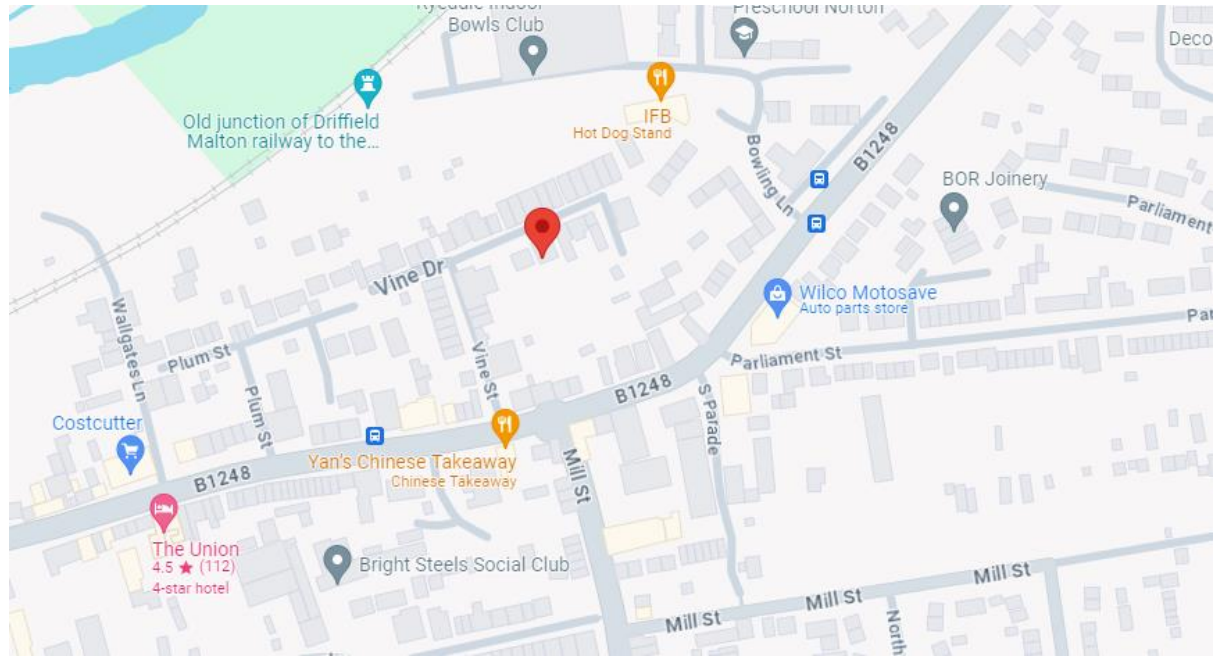 Bowls Club
Preschool Norton
Deco
IFB
Hot Dog Stand
Old junction of Driffield
Malton railway to the…
Bowling Ln
B1248
BOR Joinery
Parliament
Vine Dr
Wilco Motosave
Auto parts store
Wallgates Ln
Plum St
Plum St
Vine St
Parliament St
Par
B1248
S Parade
Costcutter
Yan's Chinese Takeaway
Chinese Takeaway
B1248
Mill St
The Union
4.5 ★ (112)
4-star hotel
Bright Steels Social Club
Mill St
Mill St
Mill St
North